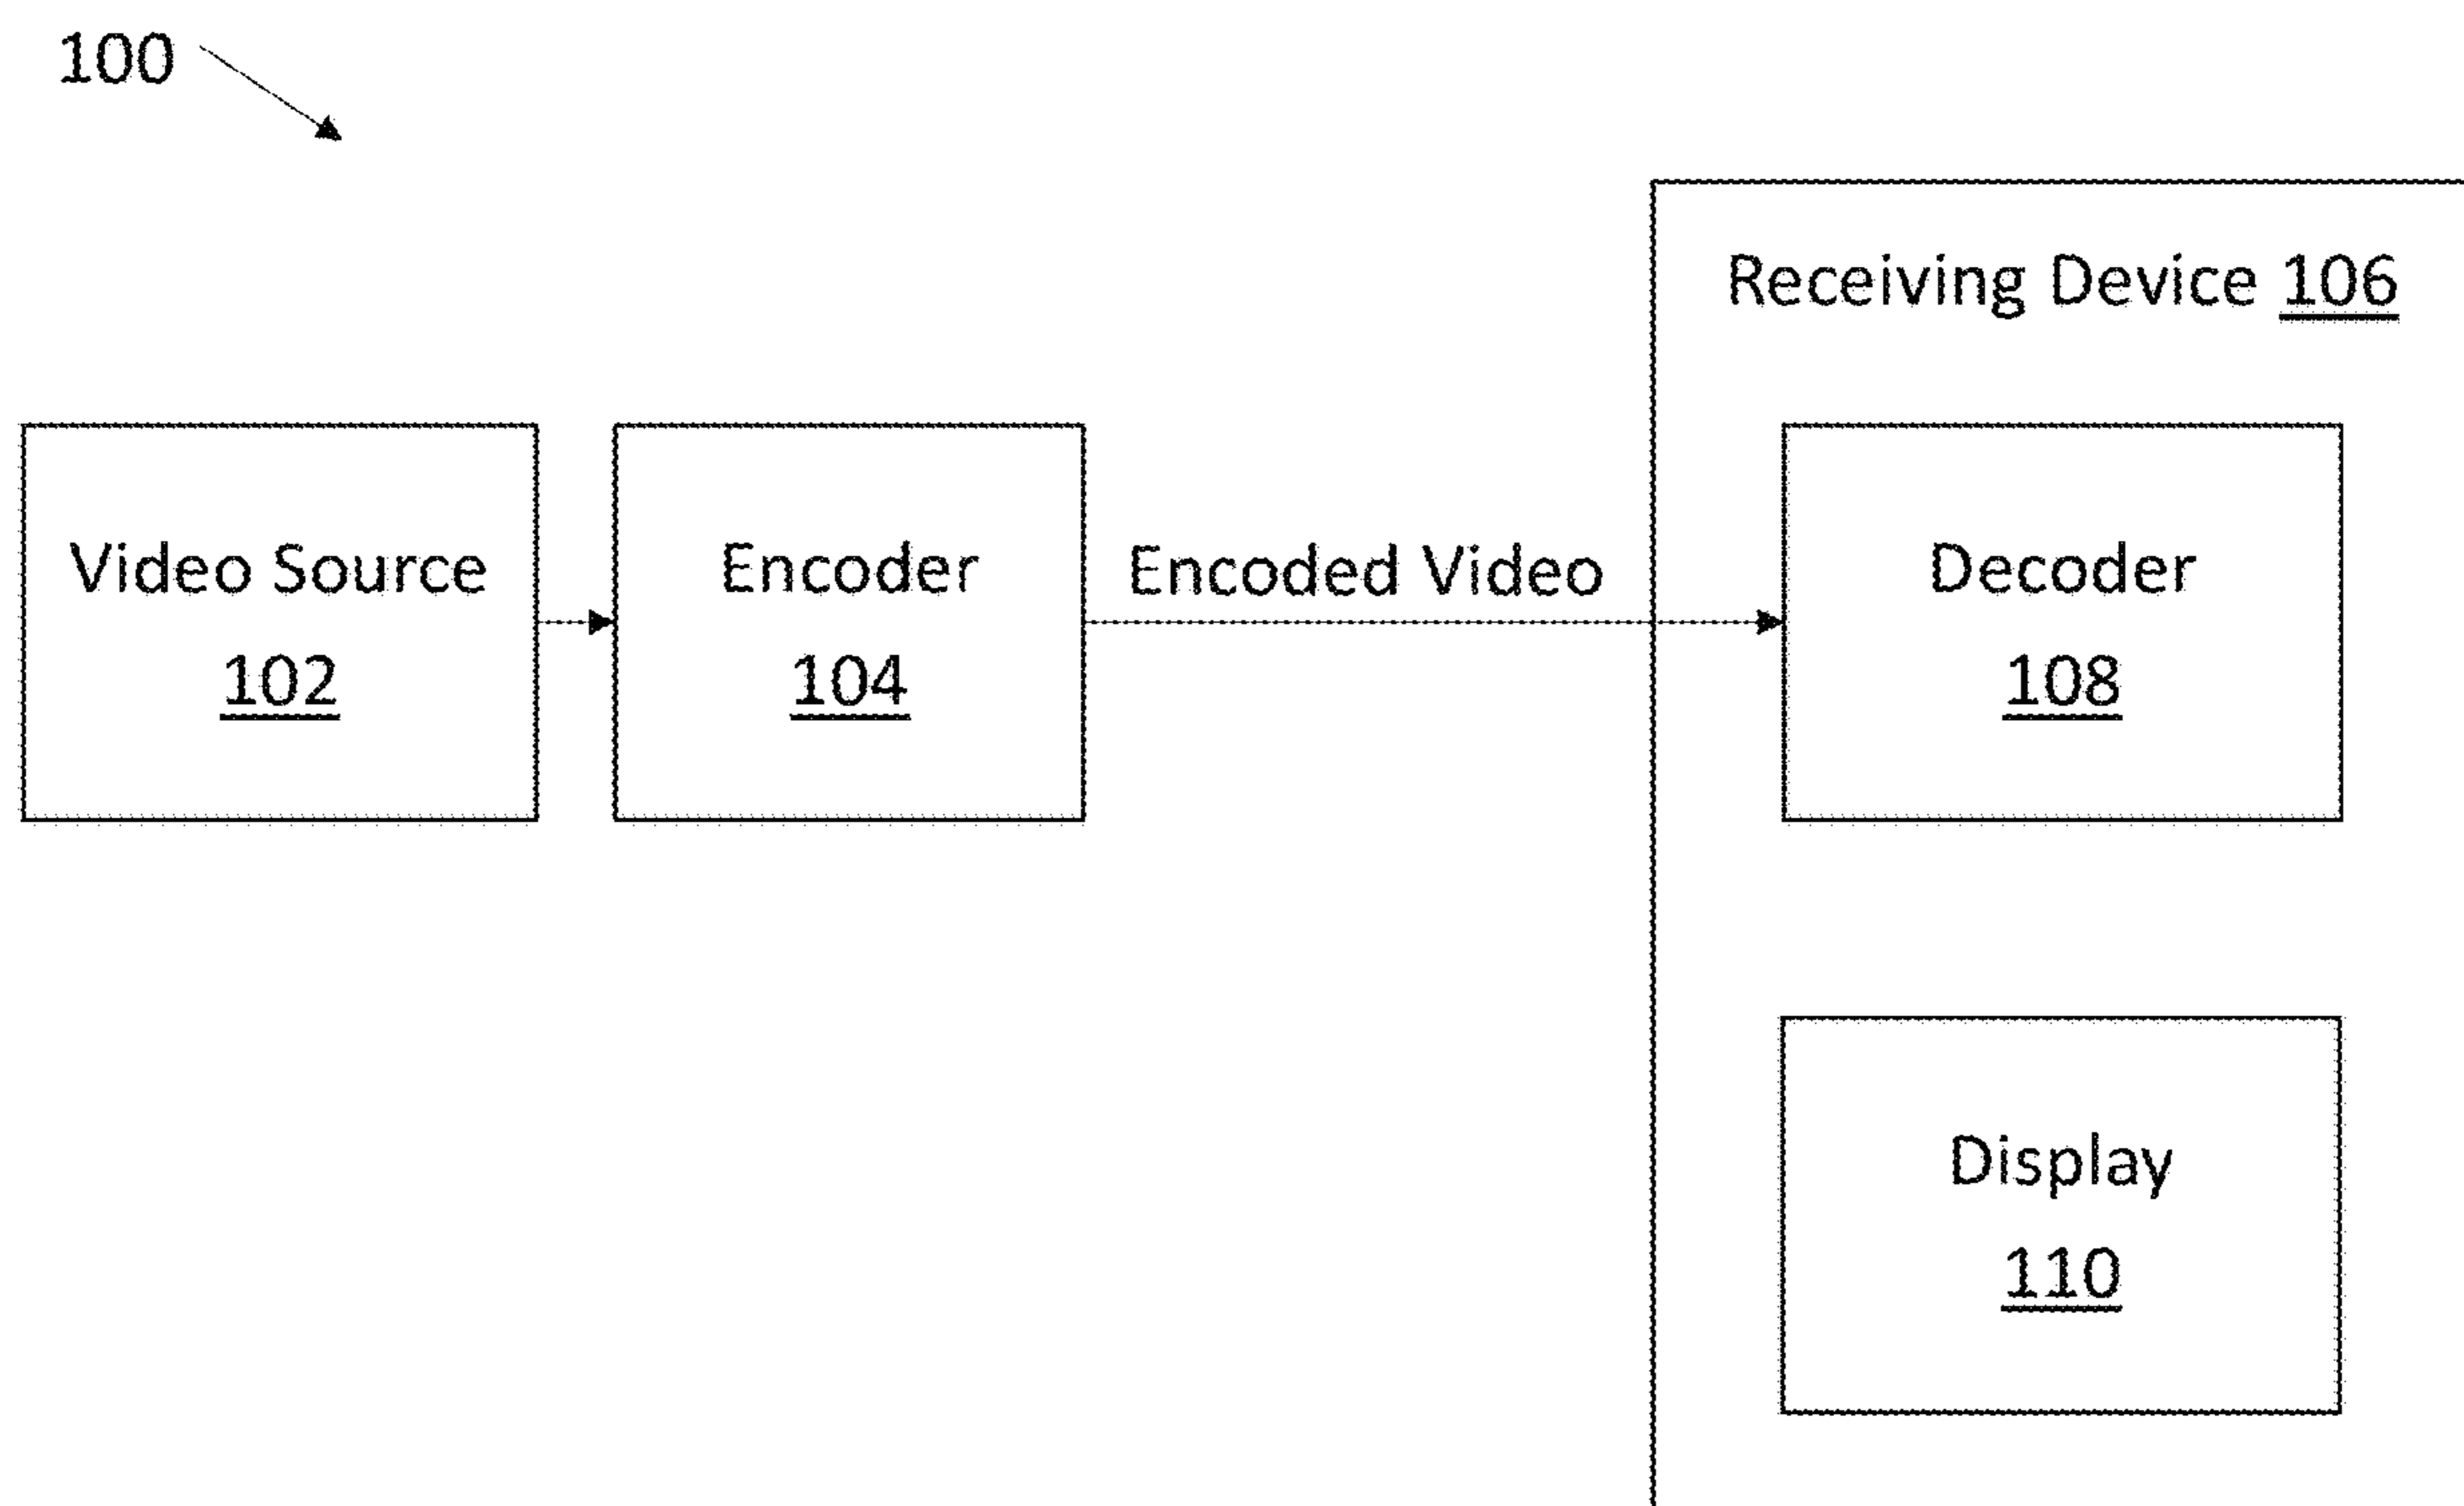 100
Receiving Device 106
Video Source
102
Encoder
104
Encoded Video
Decoder
108
Display
110